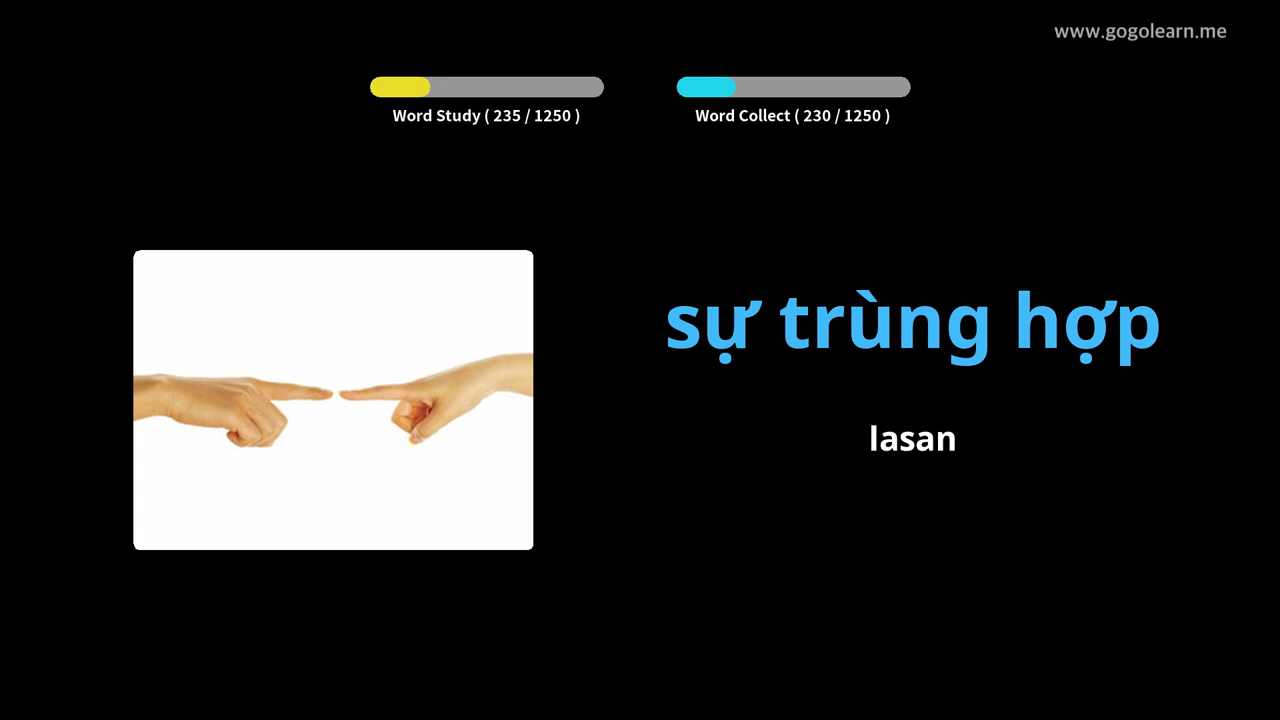 www.gogolearn.me
Word Study ( 235 / 1250 )
Word Collect ( 230 / 1250 )
sự trùng hợp
lasan